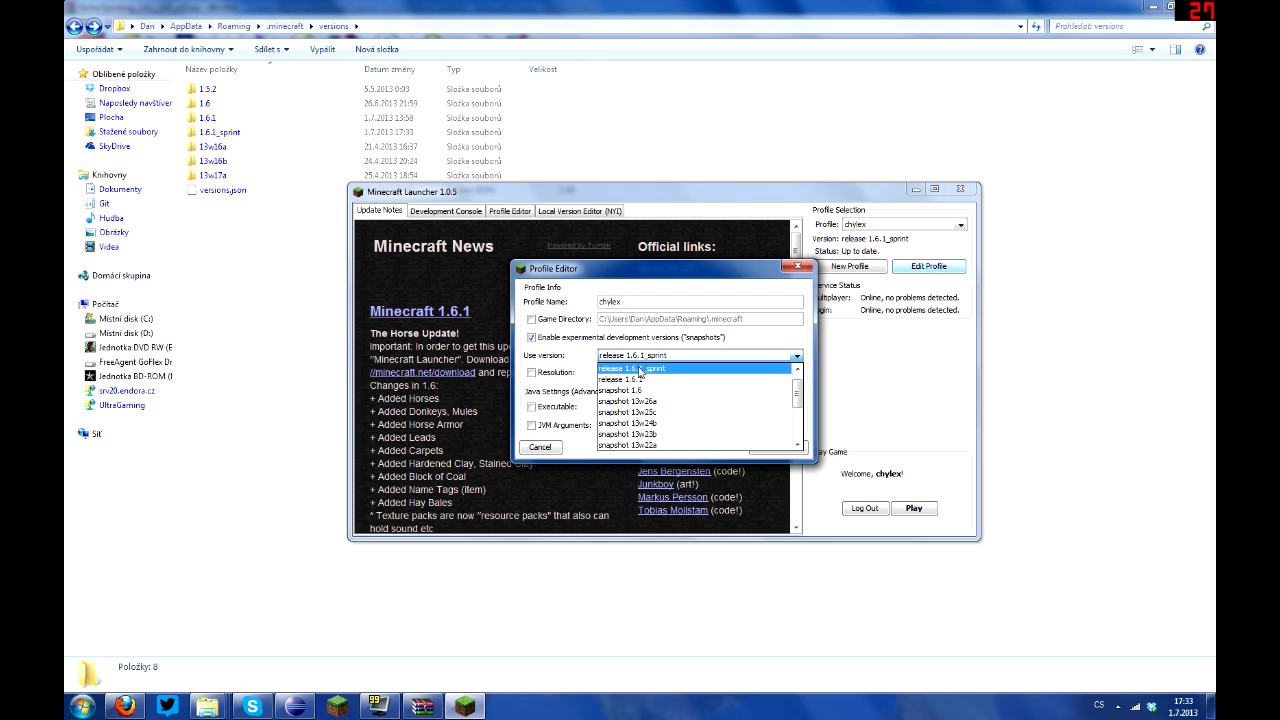 27
Dan ▸ AppData ▸ Roaming ▸ .minecraft ▸ versions ▸
Prohledat: versions
Uspořádat
Zahrnout do knihovny
Sdílet s
Vypálit
Nová složka
Oblíbené položky
Dropbox
Naposledy navštíver
Plocha
Stažené soubory
SkyDrive
Knihovny
Dokumenty
Git
Hudba
Obrázky
Videa
Domácí skupina
Počítač
Místní disk (C:)
Místní disk (D:)
Jednotka DVD RW (E
FreeAgent GoFlex Dr
Jednotka BD-ROM (I
srv20.endora.cz
UltraGaming
Síť
Název položky
Datum změny
Typ
Velikost
1.5.2 5.5.2013 0:03 Složka souborů
1.6 26.6.2013 21:59 Složka souborů
1.6.1 1.7.2013 13:58 Složka souborů
1.6.1_sprint 1.7.2013 17:33 Složka souborů
13w16a 21.4.2013 16:37 Složka souborů
13w16b 24.4.2013 20:24 Složka souborů
13w17a 25.4.2013 18:54 Složka souborů
versions.json
Minecraft Launcher 1.0.5
Update Notes
Development Console
Profile Editor
Local Version Editor (NYI)
Minecraft News
Powered by Tumblr
Official links:
Minecraft 1.6.1
The Horse Update!
Important: In order to get this up
"Minecraft Launcher". Download
//minecraft.net/download and rep
Changes in 1.6:
+ Added Horses
+ Added Donkeys, Mules
+ Added Horse Armor
+ Added Leads
+ Added Carpets
+ Added Hardened Clay, Stained Clay
+ Added Block of Coal
+ Added Name Tags (item)
+ Added Hay Bales
* Texture packs are now "resource packs" that also can
hold sound etc
Jens Bergensten (code!)
Junkboy (art!)
Markus Persson (code!)
Tobias Mollstam (code!)
Profile Editor
Profile Info
Profile Name: chylex
Game Directory: C:\Users\Dan\AppData\Roaming\.minecraft
Enable experimental development versions ("snapshots")
Use version: release 1.6.1_sprint
Resolution:
Java Settings (Advanc
Executable:
JVM Arguments:
release 1.6.1_sprint
release 1.6.1
snapshot 1.6
snapshot 13w26a
snapshot 13w25c
snapshot 13w24b
snapshot 13w23b
snapshot 13w22a
Cancel
Profile Selection
Profile: chylex
Version: release 1.6.1_sprint
Status: Up to date.
New Profile
Edit Profile
ervice Status
ultiplayer: Online, no problems detected.
ogin: Online, no problems detected.
lay Game
Welcome, chylex!
Log Out
Play
Položky: 8
99
CS
17:33
1.7.2013